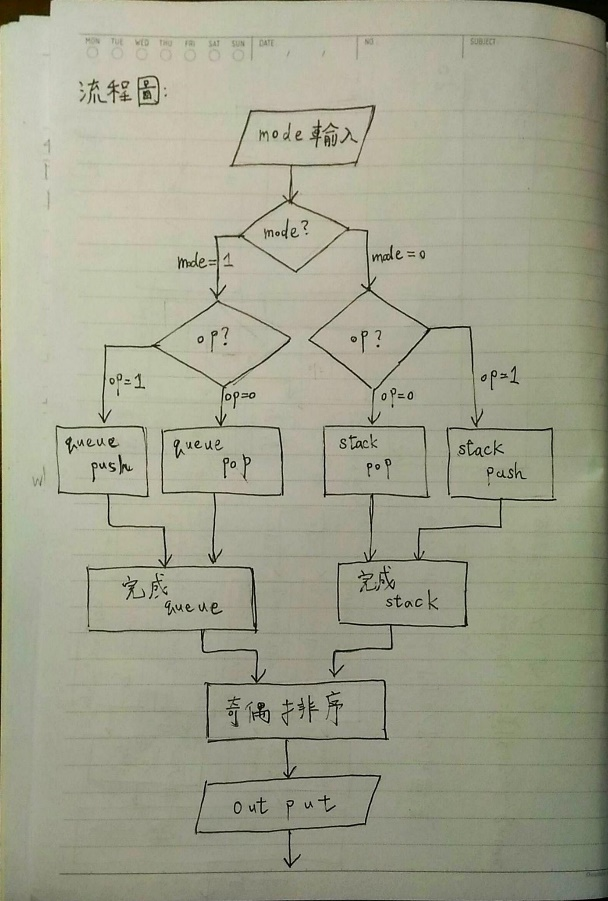 MON TUE WED THU FRI SAT SUN DATE NO SUBJECT
流程圖:
mode 輸入
mode?
mode=1
mode=0
op?
op?
op=1
op=0
op=0
op=1
queue
push
queue
pop
stack
pop
stack
push
完成
queue
完成
stack
奇偶排序
out put